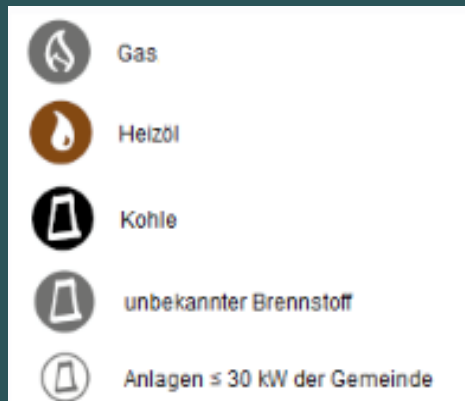 Gas
Heizöl
Kohle
unbekannter Brennstoff
Anlagen ≤ 30 kW der Gemeinde